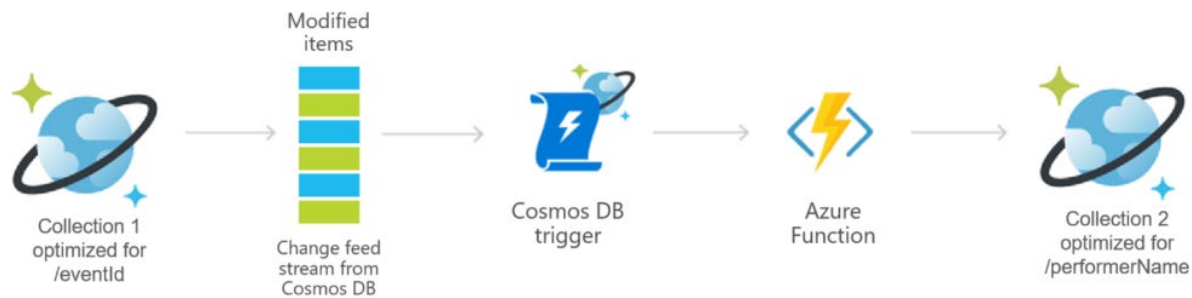 Collection 1
optimized for
/eventId
Modified
items
Change feed
stream from
Cosmos DB
Cosmos DB
trigger
Azure
Function
Collection 2
optimized for
/performerName